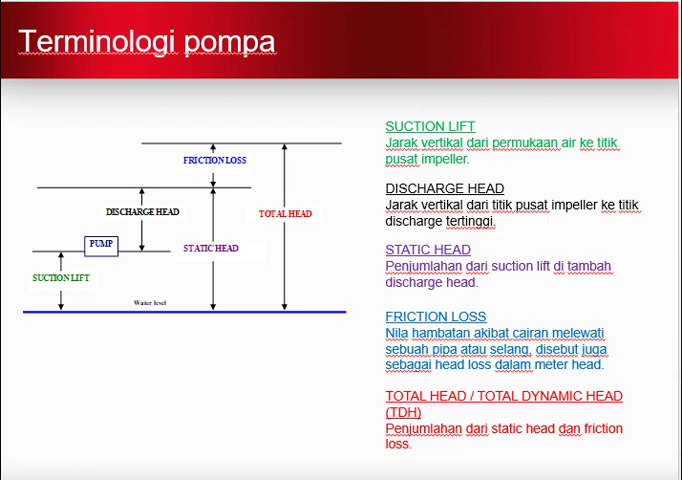 Terminologi pompa
FRICTION LOSS
DISCHARGE HEAD
TOTAL HEAD
PUMP
STATIC HEAD
SUCTION LIFT
Water level
SUCTION LIFT
Jarak vertikal dari permukaan air ke titik
pusat impeller.
DISCHARGE HEAD
Jarak vertikal dari titik pusat impeller ke titik
discharge tertinggi.
STATIC HEAD
Penjumlahan dari suction lift di tambah
discharge head.
FRICTION LOSS
Nila hambatan akibat cairan melewati
sebuah pipa atau selang, disebut juga
sebagai head loss dalam meter head.
TOTAL HEAD / TOTAL DYNAMIC HEAD
(TDH)
Penjumlahan dari static head dan friction
loss.